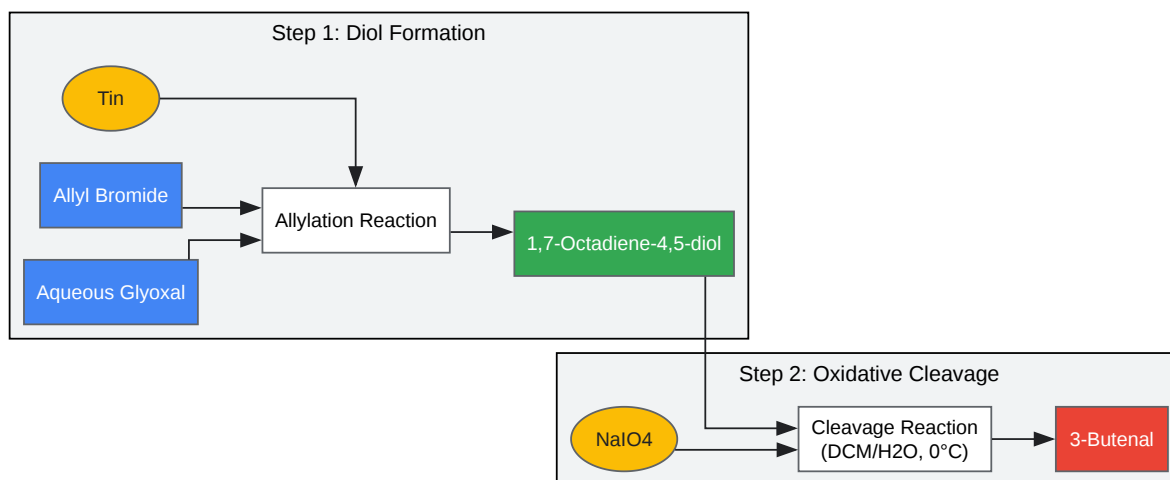 Step 1: Diol Formation
Tin
Allyl Bromide
Allylation Reaction
Aqueous Glyoxal
1,7-Octadiene-4,5-diol
Step 2: Oxidative Cleavage
NaIO4
Cleavage Reaction
(DCM/H2O, 0°C)
3-Butenal